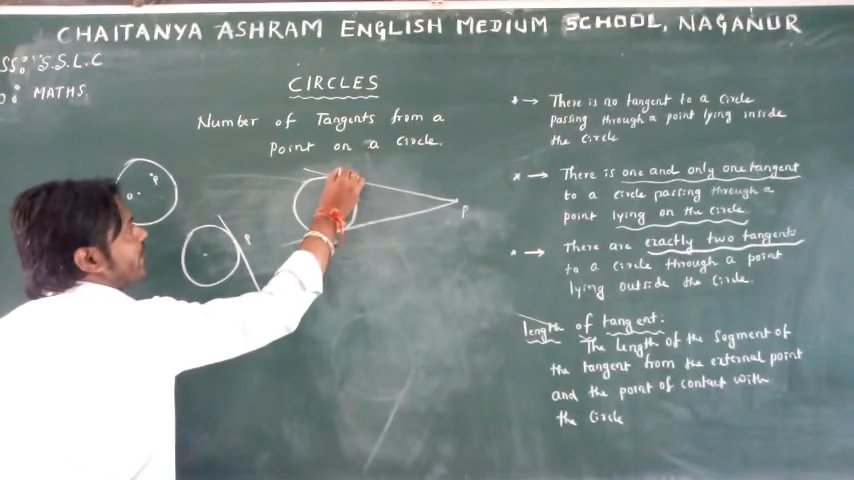 CHAITANYA ASHRAM ENGLISH MEDIUM SCHOOL, NAGANUR
SS: S.S.L.C
: MATHS.
CIRCLES
Number of Tangents from a
Point on a Circle.
P
O
P
P
* → There is no tangent to a circle
passing through a point lying inside
the circle
* → There is one and only one tangent
to a circle passing through a
point lying on the circle.
* → There are exactly two tangents
to a circle through a point
lying outside the circle.
length of tangent:
The length of the segment of
the tangent from the external point
and the point of contact with
the circle